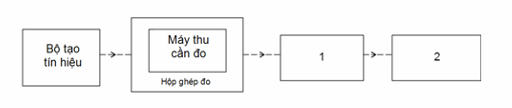 Bộ tạo
tín hiệu
Máy thu
cần đo
Hộp ghép đo
1
2